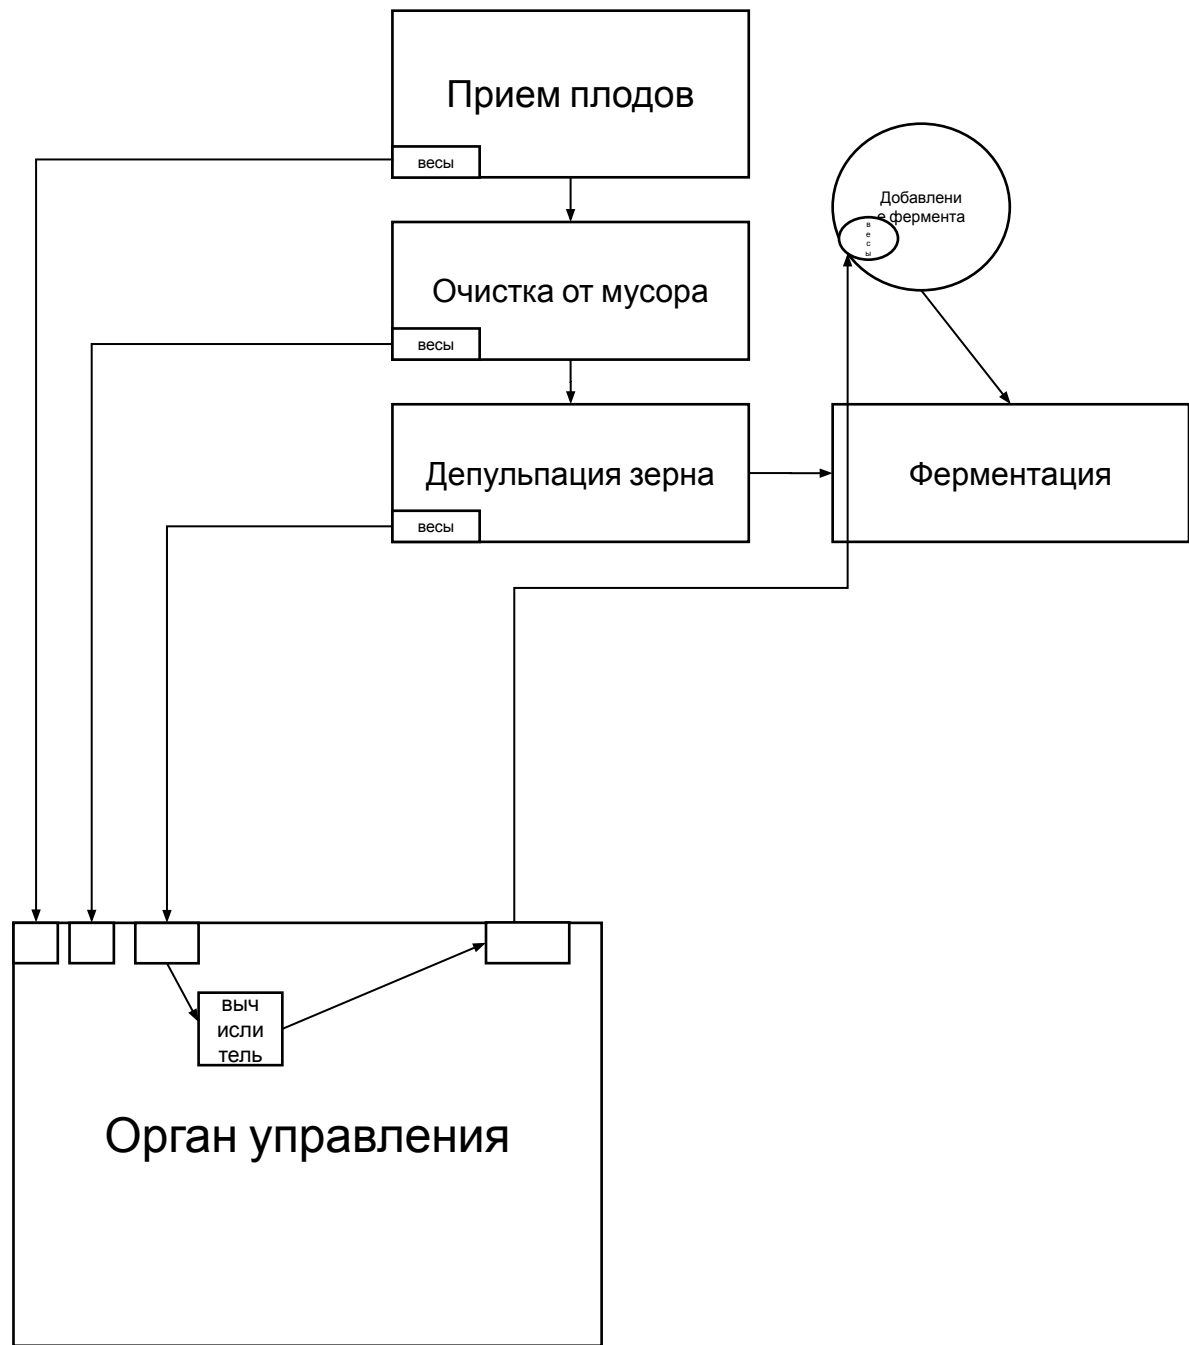 Прием плодов
весы
Добавлени
е фермента
в
е
с
ы
Очистка от мусора
весы
Депульпация зерна
весы
Ферментация
выч
исли
тель
Орган управления